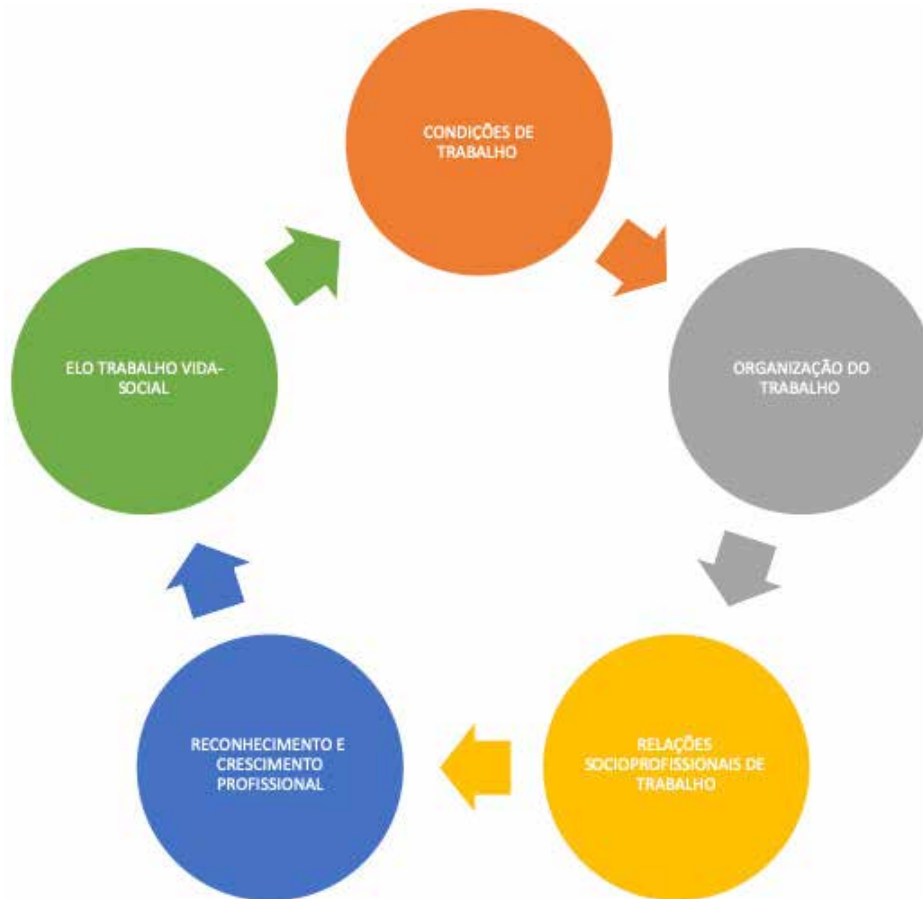 CONDIÇÕES DE
TRABALHO
ORGANIZAÇÃO DO
TRABALHO
RELAÇÕES
SOCIOPROFISSIONAIS DE
TRABALHO
RECONHECIMENTO E
CRESCIMENTO
PROFISSIONAL
ELO TRABALHO VIDA-
SOCIAL